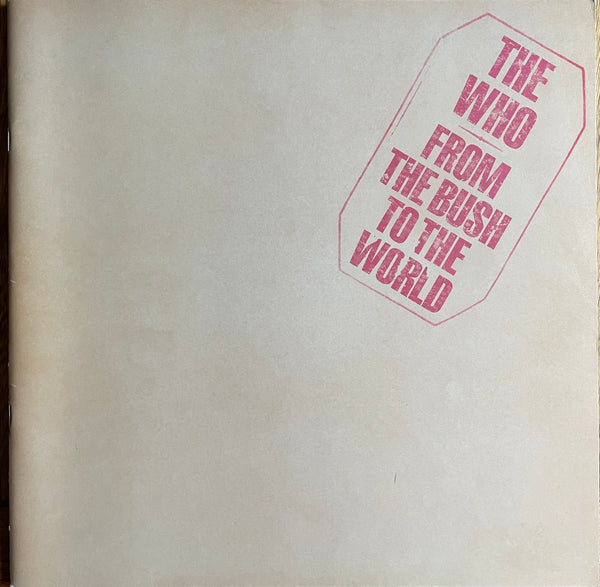 THE
WHO
FROM
THE BUSH
TO THE
WORLD